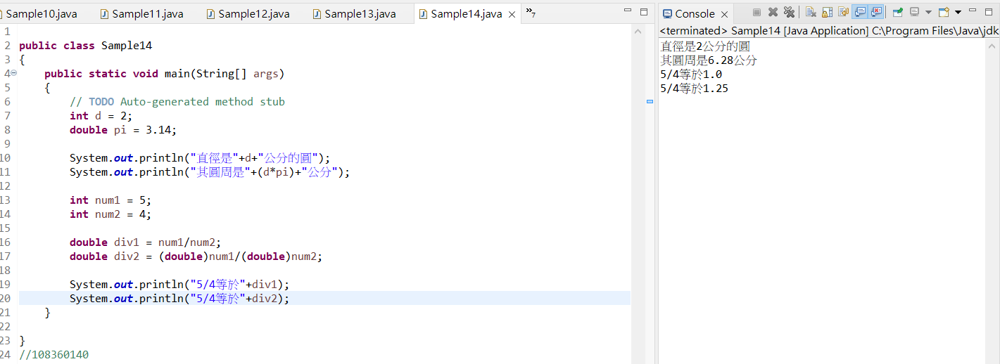 Sample10.java Sample11.java Sample12.java Sample13.java Sample14.java »7
1
2 public class Sample14
3 {
4 public static void main(String[] args)
5 {
6 // TODO Auto-generated method stub
7 int d = 2;
8 double pi = 3.14;
9
10 System.out.println("直徑是"+d+"公分的圓");
11 System.out.println("其圓周是"+(d*pi)+"公分");
12
13 int num1 = 5;
14 int num2 = 4;
15
16 double div1 = num1/num2;
17 double div2 = (double)num1/(double)num2;
18
19 System.out.println("5/4等於"+div1);
20 System.out.println("5/4等於"+div2);
21 }
22
23 }
24 //108360140
Console
<terminated> Sample14 [Java Application] C:\Program Files\Java\jdk
直徑是2公分的圓
其圓周是6.28公分
5/4等於1.0
5/4等於1.25